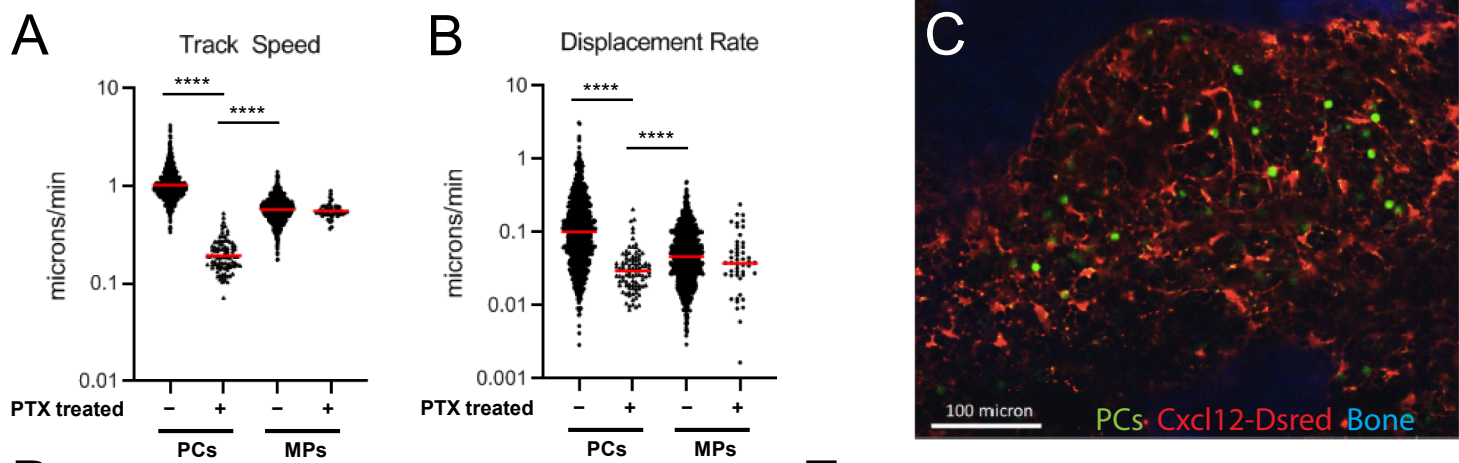 A
Track Speed
****
****
10
1
0.1
0.01
microns/min
PTX treated
− + − +
PCs MPs
B
Displacement Rate
****
****
10
1
0.1
0.01
0.001
microns/min
PTX treated
− + − +
PCs MPs
C
100 micron
PCs Cxcl12-Dsred Bone